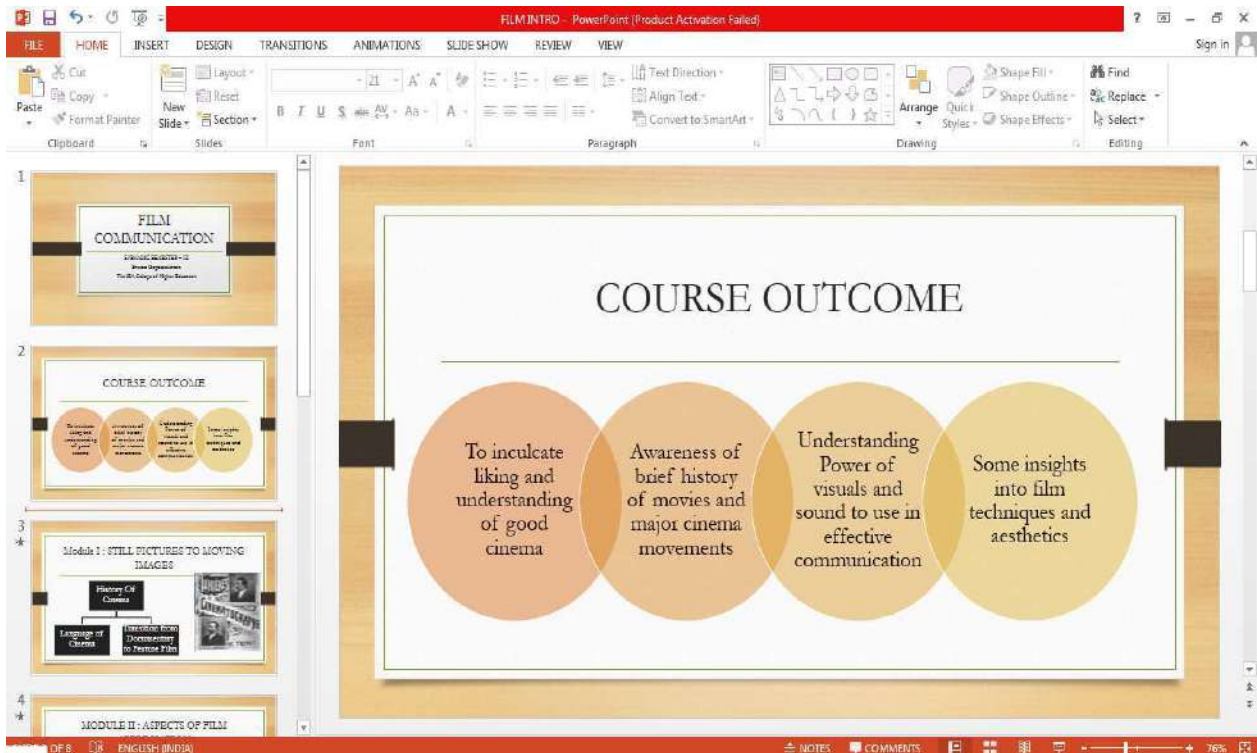 FILM INTRO - PowerPoint (Product Activation Failed)
? 
FILE HOME INSERT DESIGN TRANSITIONS ANIMATIONS SLIDE SHOW REVIEW VIEW Sign in
Cut
Copy
Format Painter
Paste
Clipboard
New
Slide
Layout
Reset
Section
Slides
21
B I U S abc AV Aa A
Font
Text Direction
Align Text
Convert to SmartArt
Paragraph
Arrange
Quick
Styles
Shape Fill
Shape Outline
Shape Effects
Drawing
Find
Replace
Select
Editing
1
FILM
COMMUNICATION
2
COURSE OUTCOME
3
Module I : STILL PICTURES TO MOVING
IMAGES
History Of
Cinema
Language of
Cinema
Transition from
Documentary
to Feature Film
4
MODULE II : ASPECTS OF FILM
COURSE OUTCOME
To inculcate
liking and
understanding
of good
cinema
Awareness of
brief history
of movies and
major cinema
movements
Understanding
Power of
visuals and
sound to use in
effective
communication
Some insights
into film
techniques and
aesthetics
OF 8 ENGLISH (INDIA) NOTES COMMENTS 76%